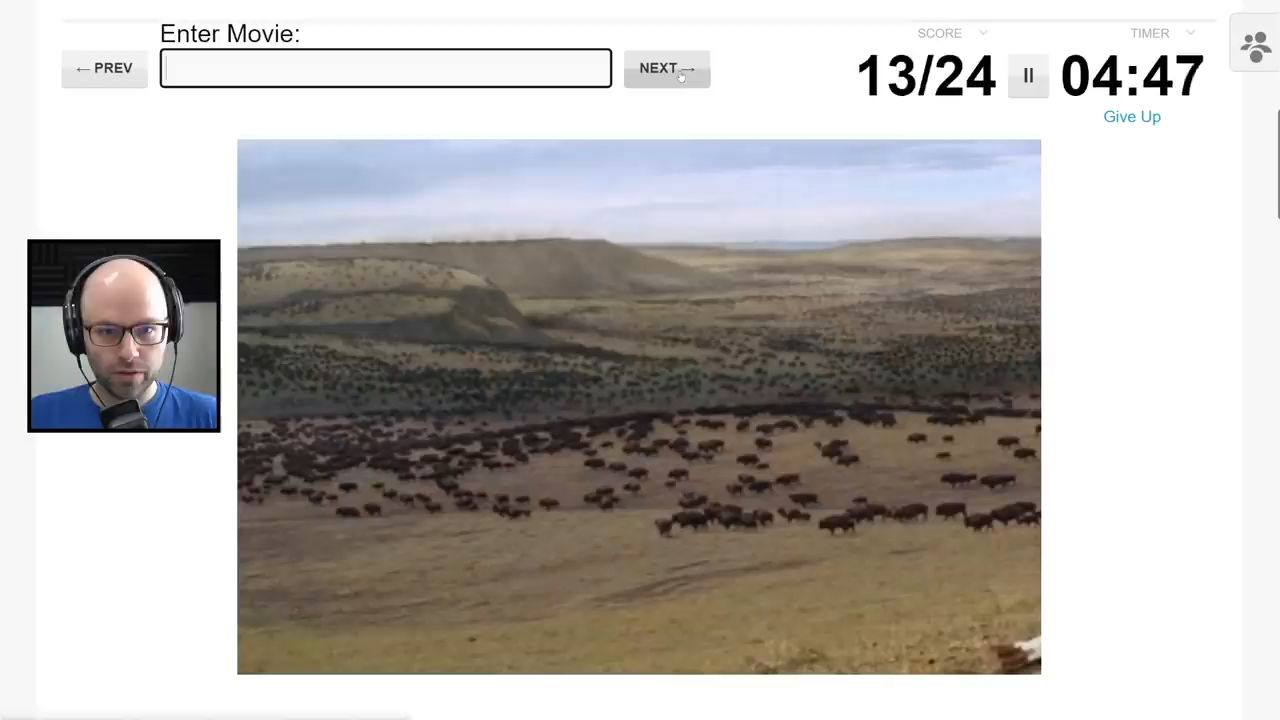 Enter Movie:
SCORE
TIMER
← PREV
NEXT →
13/24
04:47
Give Up